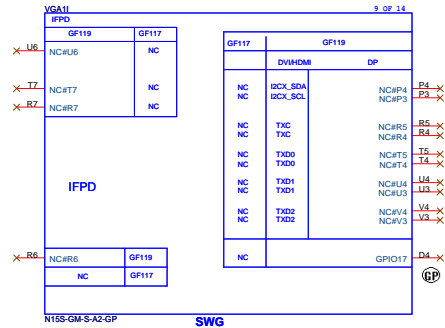 VGA1I 9 OF 14
IFPD
GF119 GF117
U6 NC#U6 NC
T7 NC#T7 NC
R7 NC#R7 NC
GF117 GF119
DVI/HDMI DP
NC I2CX_SDA NC#P4 P4
NC I2CX_SCL NC#P3 P3
NC TXC NC#R5 R5
NC TXC NC#R4 R4
NC TXD0 NC#T5 T5
NC TXD0 NC#T4 T4
NC TXD1 NC#U4 U4
NC TXD1 NC#U3 U3
NC TXD2 NC#V4 V4
NC TXD2 NC#V3 V3
IFPD
R6 NC#R6 GF119
NC GF117
NC GPIO17 D4
GP
N15S-GM-S-A2-GP
SWG